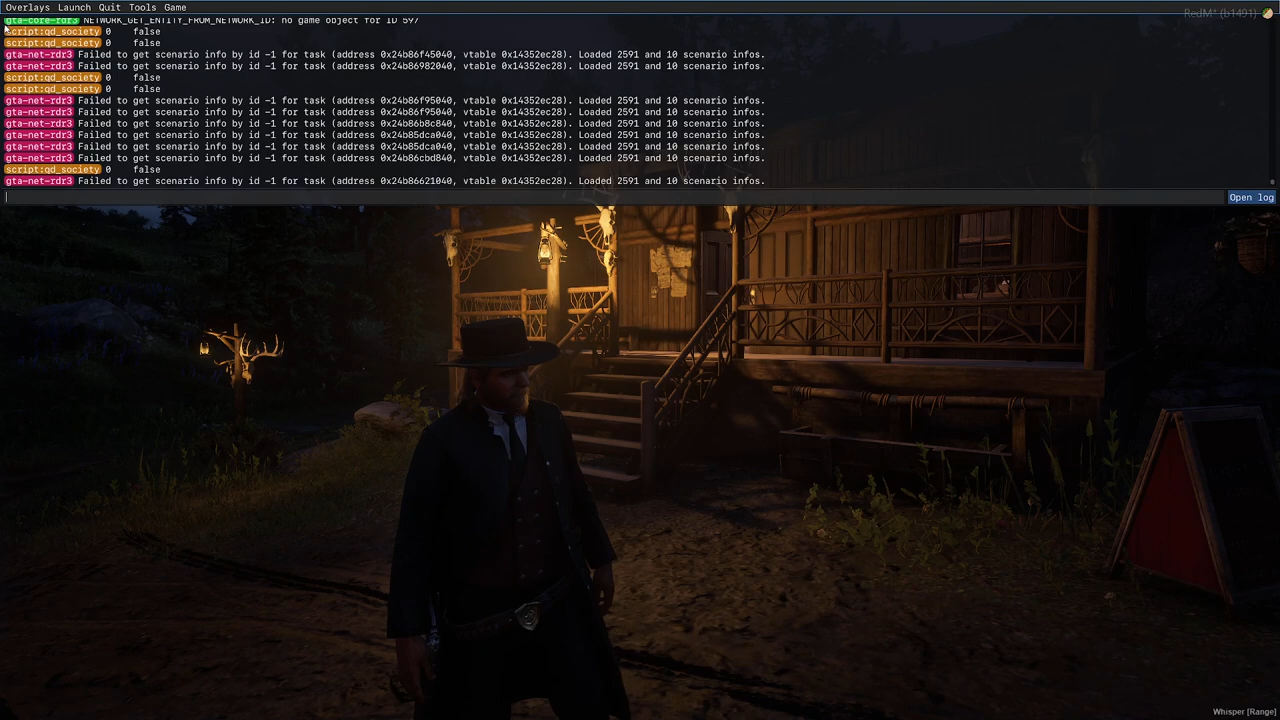 Overlays Launch Quit Tools Game
RedM* (b1491)
gta-core-rdr3 NETWORK_GET_ENTITY_FROM_NETWORK_ID: no game object for ID 597
script:qd_society 0 false
script:qd_society 0 false
gta-net-rdr3 Failed to get scenario info by id -1 for task (address 0x24b86f45040, vtable 0x14352ec28). Loaded 2591 and 10 scenario infos.
gta-net-rdr3 Failed to get scenario info by id -1 for task (address 0x24b86982040, vtable 0x14352ec28). Loaded 2591 and 10 scenario infos.
script:qd_society 0 false
script:qd_society 0 false
gta-net-rdr3 Failed to get scenario info by id -1 for task (address 0x24b86f95040, vtable 0x14352ec28). Loaded 2591 and 10 scenario infos.
gta-net-rdr3 Failed to get scenario info by id -1 for task (address 0x24b86f95040, vtable 0x14352ec28). Loaded 2591 and 10 scenario infos.
gta-net-rdr3 Failed to get scenario info by id -1 for task (address 0x24b86b8c840, vtable 0x14352ec28). Loaded 2591 and 10 scenario infos.
gta-net-rdr3 Failed to get scenario info by id -1 for task (address 0x24b85dca040, vtable 0x14352ec28). Loaded 2591 and 10 scenario infos.
gta-net-rdr3 Failed to get scenario info by id -1 for task (address 0x24b85dca040, vtable 0x14352ec28). Loaded 2591 and 10 scenario infos.
gta-net-rdr3 Failed to get scenario info by id -1 for task (address 0x24b86cbd840, vtable 0x14352ec28). Loaded 2591 and 10 scenario infos.
script:qd_society 0 false
gta-net-rdr3 Failed to get scenario info by id -1 for task (address 0x24b86621040, vtable 0x14352ec28). Loaded 2591 and 10 scenario infos.
Open log
Whisper [Range]